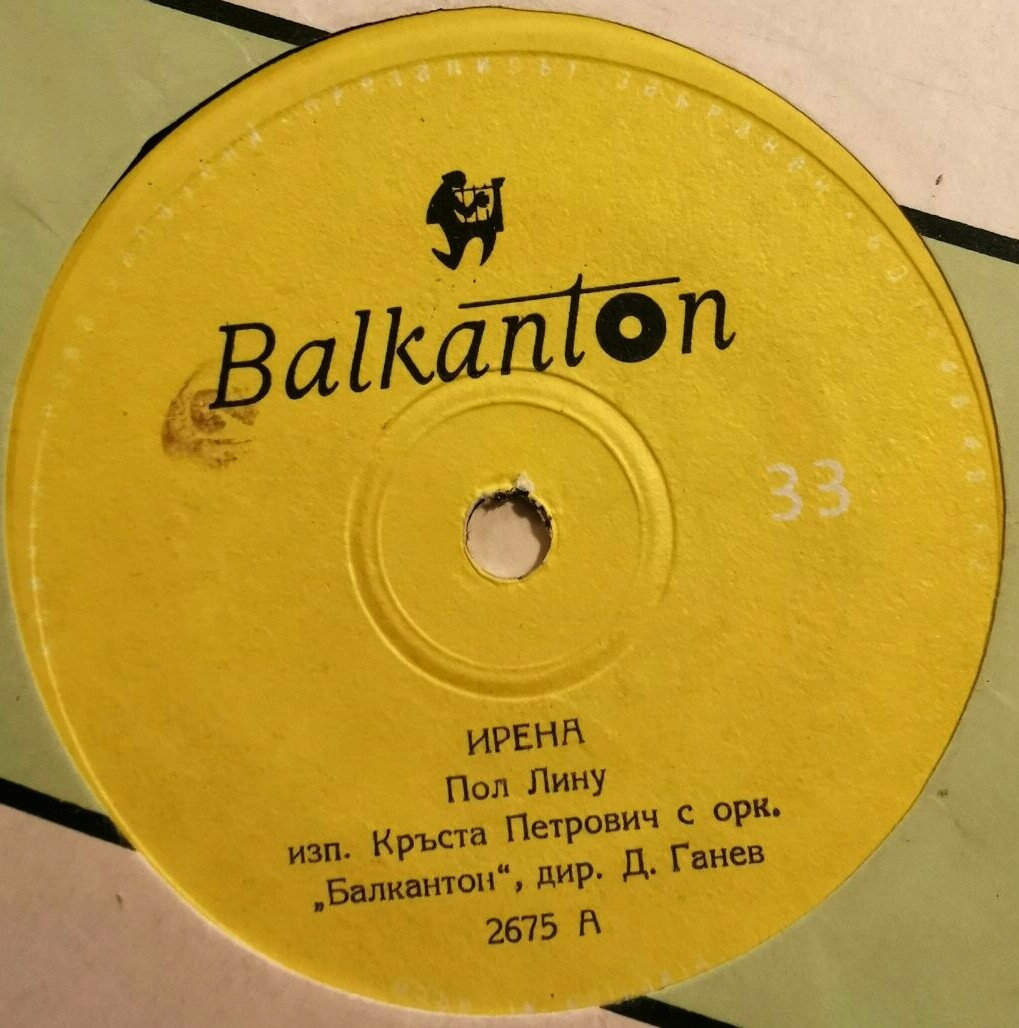 Balkanton
33
ИРЕНА
Пол Лину
изп. Кръста Петрович с орк.
„Балкантон“, дир. Д. Ганев
2675 А